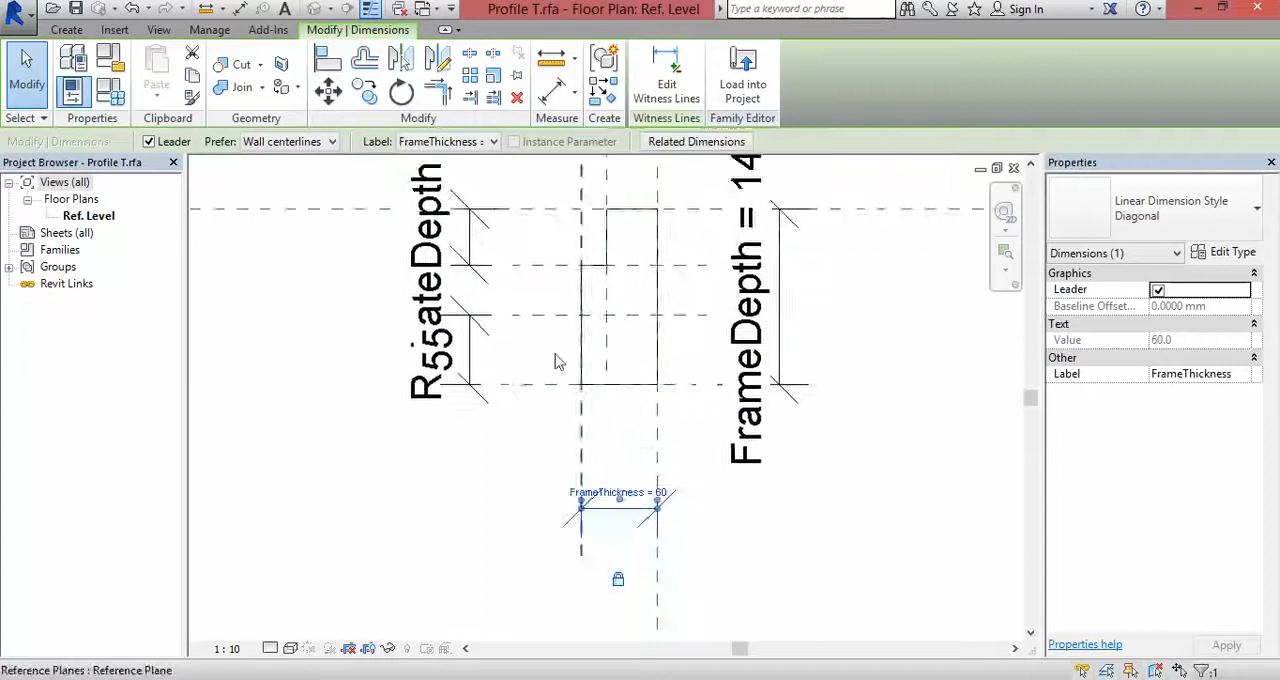 Profile T.rfa - Floor Plan: Ref. Level
Type a keyword or phrase
Sign In
Create
Insert
View
Manage
Add-Ins
Modify | Dimensions
Modify
Paste
Cut
Join
Edit
Witness Lines
Load into
Project
Select
Properties
Clipboard
Geometry
Modify
Measure
Create
Witness Lines
Family Editor
Modify | Dimensions
Leader
Prefer: Wall centerlines
Label: FrameThickness =
Instance Parameter
Related Dimensions
Project Browser - Profile T.rfa
Views (all)
Floor Plans
Ref. Level
Sheets (all)
Families
Groups
Revit Links
55
FrameDepth = 14
FrameThickness = 60
Properties
Linear Dimension Style
Diagonal
Dimensions (1)
Edit Type
Graphics
Leader
Baseline Offset... 0.0000 mm
Text
Value 60.0
Other
Label FrameThickness
Properties help
Apply
1 : 10
Reference Planes : Reference Plane
:1